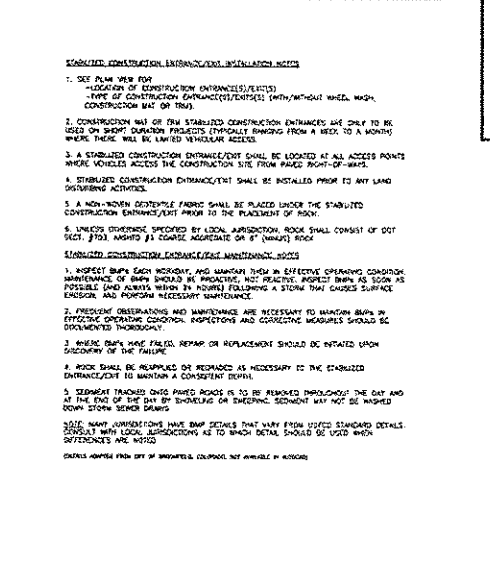 STABILIZED CONSTRUCTION ENTRANCE/EXIT INSTALLATION NOTES
1. SEE PLAN VIEW FOR
-LOCATION OF CONSTRUCTION ENTRANCE(S)/EXIT(S)
-TYPE OF CONSTRUCTION ENTRANCE(S)/EXITS(S) (WITH/WITHOUT WHEEL WASH,
CONSTRUCTION MAT OR TRM).
2. CONSTRUCTION MAT OR TRM STABILIZED CONSTRUCTION ENTRANCES ARE ONLY TO BE
USED ON SHORT DURATION PROJECTS (TYPICALLY RANGING FROM A WEEK TO A MONTH)
WHERE THERE WILL BE LIMITED VEHICULAR ACCESS.
3. A STABILIZED CONSTRUCTION ENTRANCE/EXIT SHALL BE LOCATED AT ALL ACCESS POINTS
WHERE VEHICLES ACCESS THE CONSTRUCTION SITE FROM PAVED RIGHT-OF-WAYS.
4. STABILIZED CONSTRUCTION ENTRANCE/EXIT SHALL BE INSTALLED PRIOR TO ANY LAND
DISTURBING ACTIVITIES.
5. A NON-WOVEN GEOTEXTILE FABRIC SHALL BE PLACED UNDER THE STABILIZED
CONSTRUCTION ENTRANCE/EXIT PRIOR TO THE PLACEMENT OF ROCK.
6. UNLESS OTHERWISE SPECIFIED BY LOCAL JURISDICTION, ROCK SHALL CONSIST OF DOT
SECT. #703, AASHTO #3 COARSE AGGREGATE OR 6" (MINUS) ROCK
STABILIZED CONSTRUCTION ENTRANCE/EXIT MAINTENANCE NOTES
1. INSPECT BMPs EACH WORKDAY, AND MAINTAIN THEM IN EFFECTIVE OPERATING CONDITION.
MAINTENANCE OF BMPs SHOULD BE PROACTIVE, NOT REACTIVE. INSPECT BMPs AS SOON AS
POSSIBLE (AND ALWAYS WITHIN 24 HOURS) FOLLOWING A STORM THAT CAUSES SURFACE
EROSION, AND PERFORM NECESSARY MAINTENANCE.
2. FREQUENT OBSERVATIONS AND MAINTENANCE ARE NECESSARY TO MAINTAIN BMPs IN
EFFECTIVE OPERATING CONDITION. INSPECTIONS AND CORRECTIVE MEASURES SHOULD BE
DOCUMENTED THOROUGHLY.
3. WHERE BMPs HAVE FAILED, REPAIR OR REPLACEMENT SHOULD BE INITIATED UPON
DISCOVERY OF THE FAILURE.
4. ROCK SHALL BE REAPPLIED OR REGRADED AS NECESSARY TO THE STABILIZED
ENTRANCE/EXIT TO MAINTAIN A CONSISTENT DEPTH.
5. SEDIMENT TRACKED ONTO PAVED ROADS IS TO BE REMOVED THROUGHOUT THE DAY AND
AT THE END OF THE DAY BY SHOVELING OR SWEEPING. SEDIMENT MAY NOT BE WASHED
DOWN STORM SEWER DRAINS.
NOTE: MANY JURISDICTIONS HAVE BMP DETAILS THAT VARY FROM UDFCD STANDARD DETAILS.
CONSULT WITH LOCAL JURISDICTIONS AS TO WHICH DETAIL SHOULD BE USED WHEN
DIFFERENCES ARE NOTED.
(DETAILS ADAPTED FROM CITY OF BROOMFIELD, COLORADO, NOT AVAILABLE IN AUTOCAD)